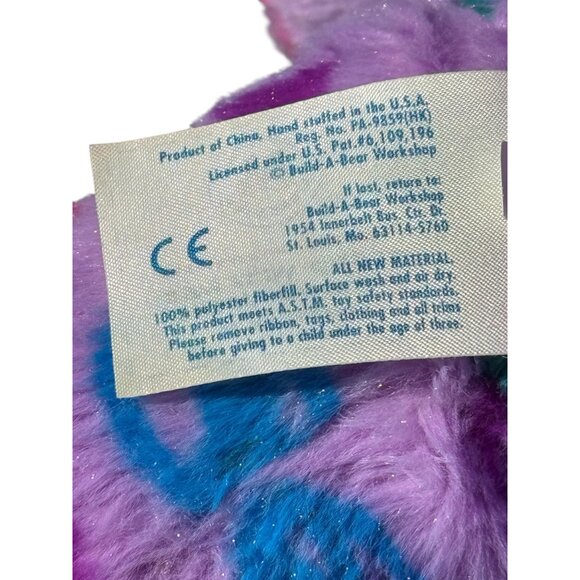 Product of China. Hand stuffed in the U.S.A.
Reg. No. PA-9859(HK)
Licensed under U.S. Pat.#6,109,196
© Build-A-Bear Workshop
If lost, return to:
Build-A-Bear Workshop
1954 Innerbelt Bus. Ctr. Dr.
St. Louis, Mo. 63114-5760
CE
ALL NEW MATERIAL
100% polyester fiberfill. Surface wash and air dry.
This product meets A.S.T.M. toy safety standards.
Please remove ribbon, tags, clothing and all trims
before giving to a child under the age of three.